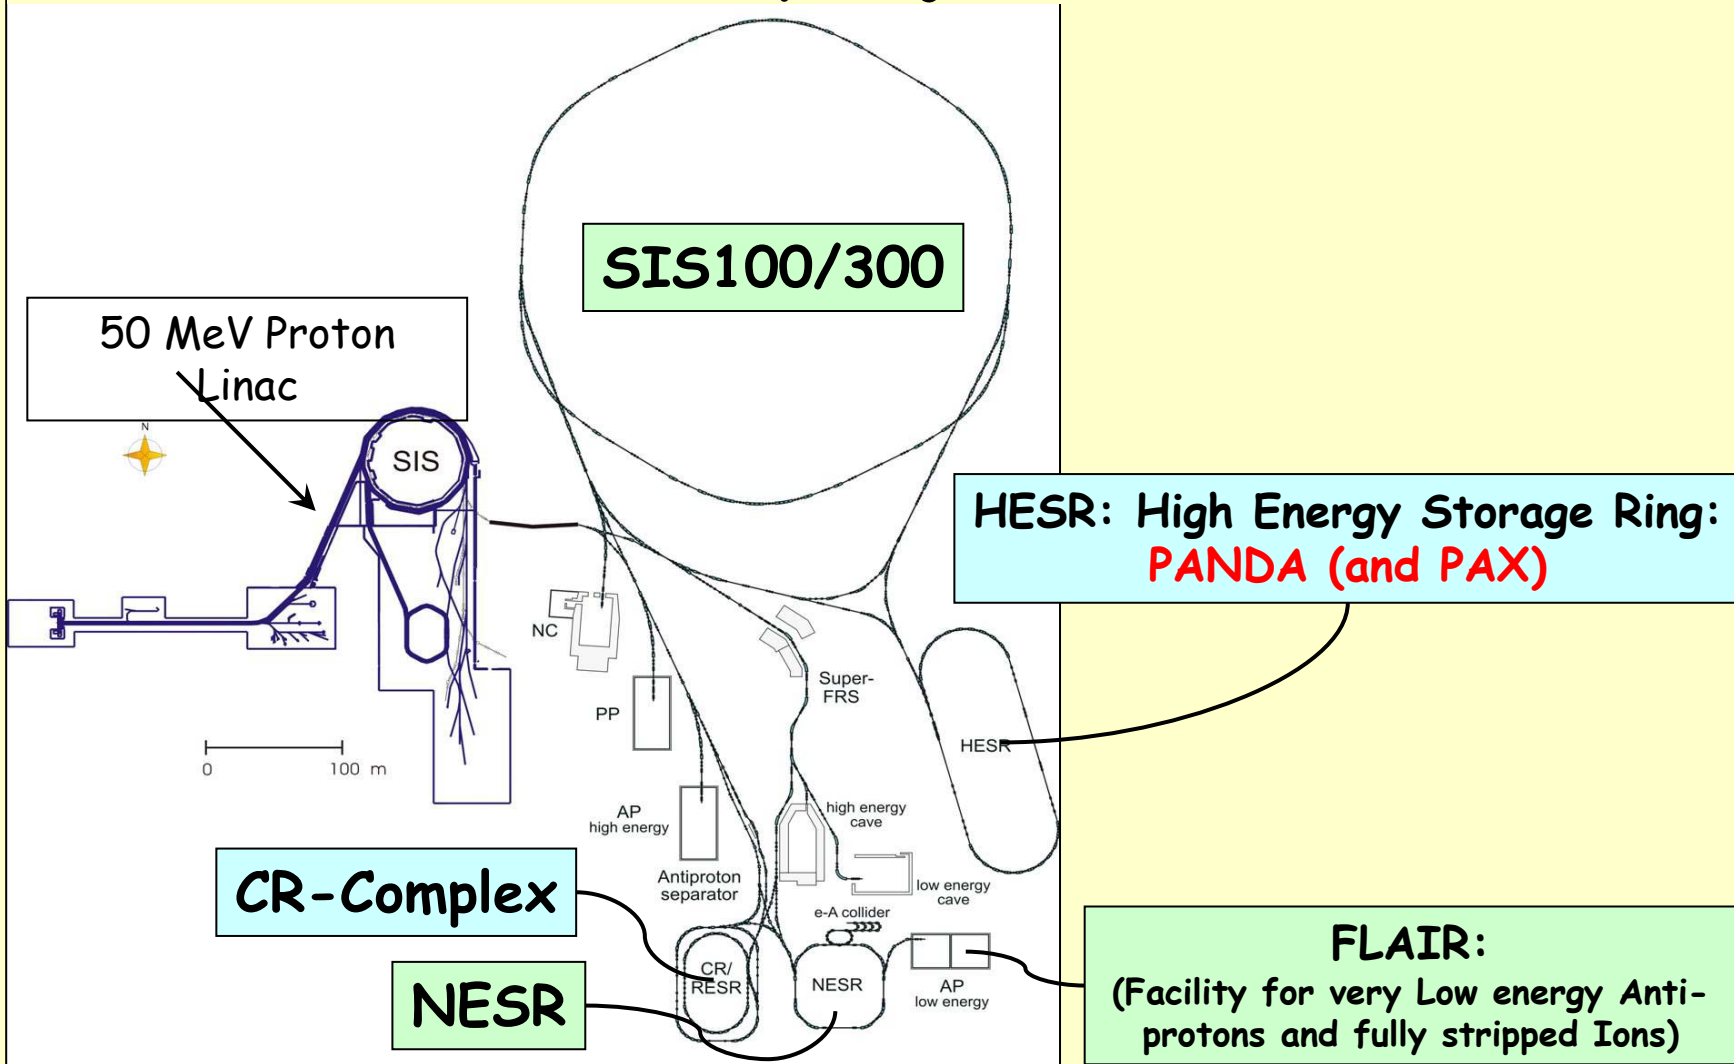 SIS100/300
50 MeV Proton
Linac
N
SIS
HESR: High Energy Storage Ring:
PANDA (and PAX)
NC
Super-
FRS
PP
HESR
0
100 m
AP
high energy
high energy
cave
CR-Complex
Antiproton
separator
low energy
cave
e-A collider
FLAIR:
(Facility for very Low energy Anti-
protons and fully stripped Ions)
CR/
RESR
NESR
AP
low energy
NESR